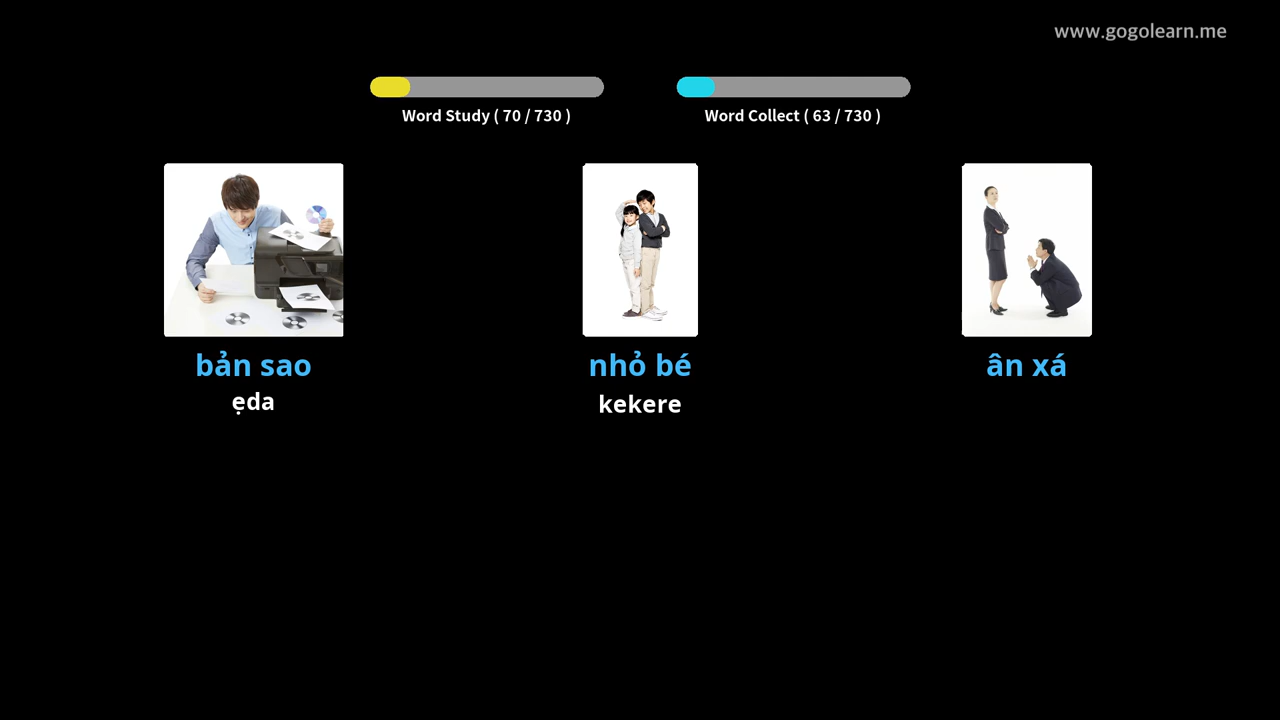 www.gogolearn.me
Word Study ( 70 / 730 )
Word Collect ( 63 / 730 )
bản sao
ẹda
nhỏ bé
kekere
ân xá